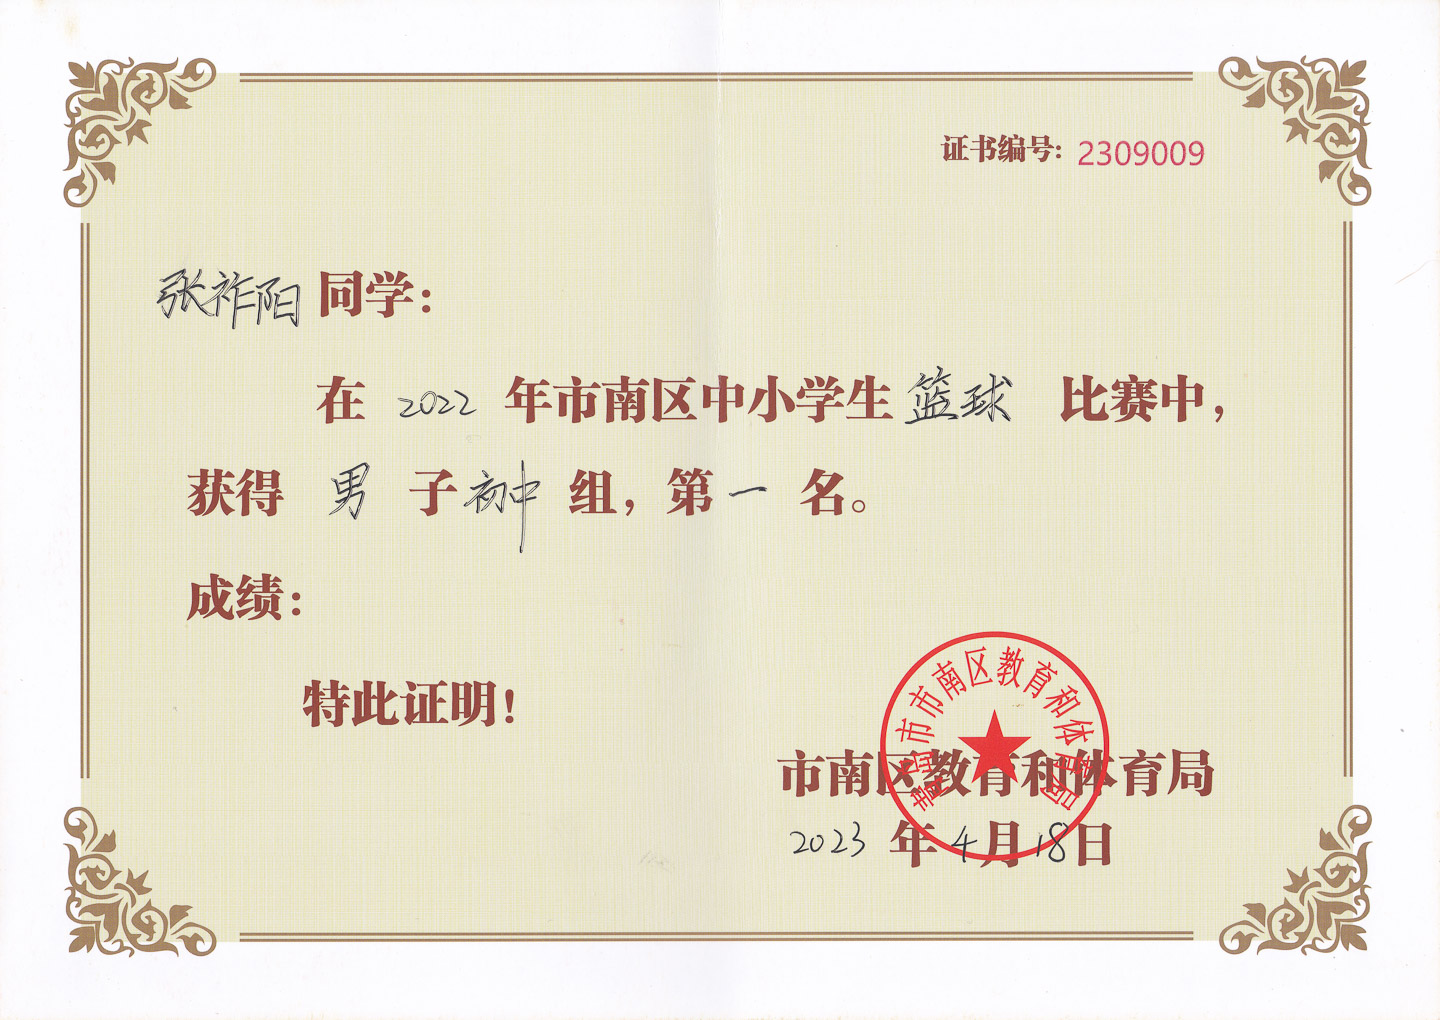 证书编号：2309009
张祚阳同学：
在 2022 年市南区中小学生篮球 比赛中，
获得 男 子初中 组，第一 名。
成绩：
特此证明！
青岛市市南区教育和体育局
市南区教育和体育局
2023 年4月18日